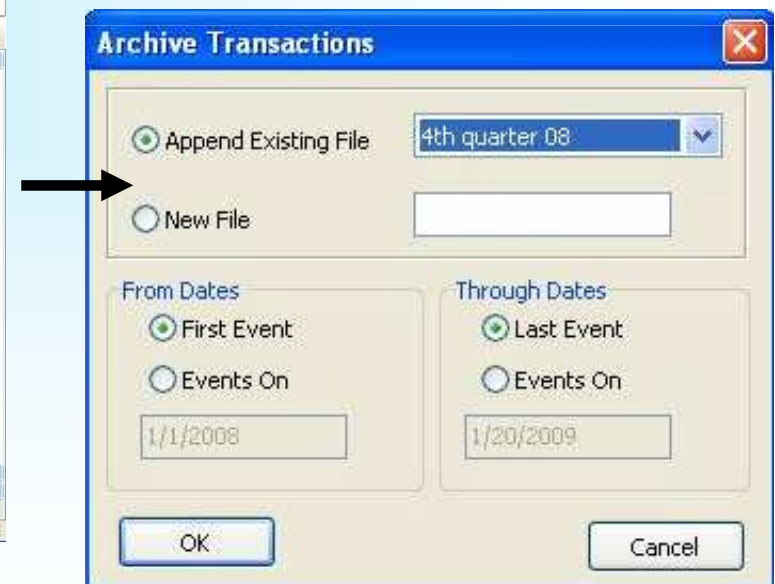 Archive Transactions
Append Existing File 4th quarter 08
New File
From Dates Through Dates
First Event Last Event
Events On Events On
1/1/2008 1/20/2009
OK Cancel